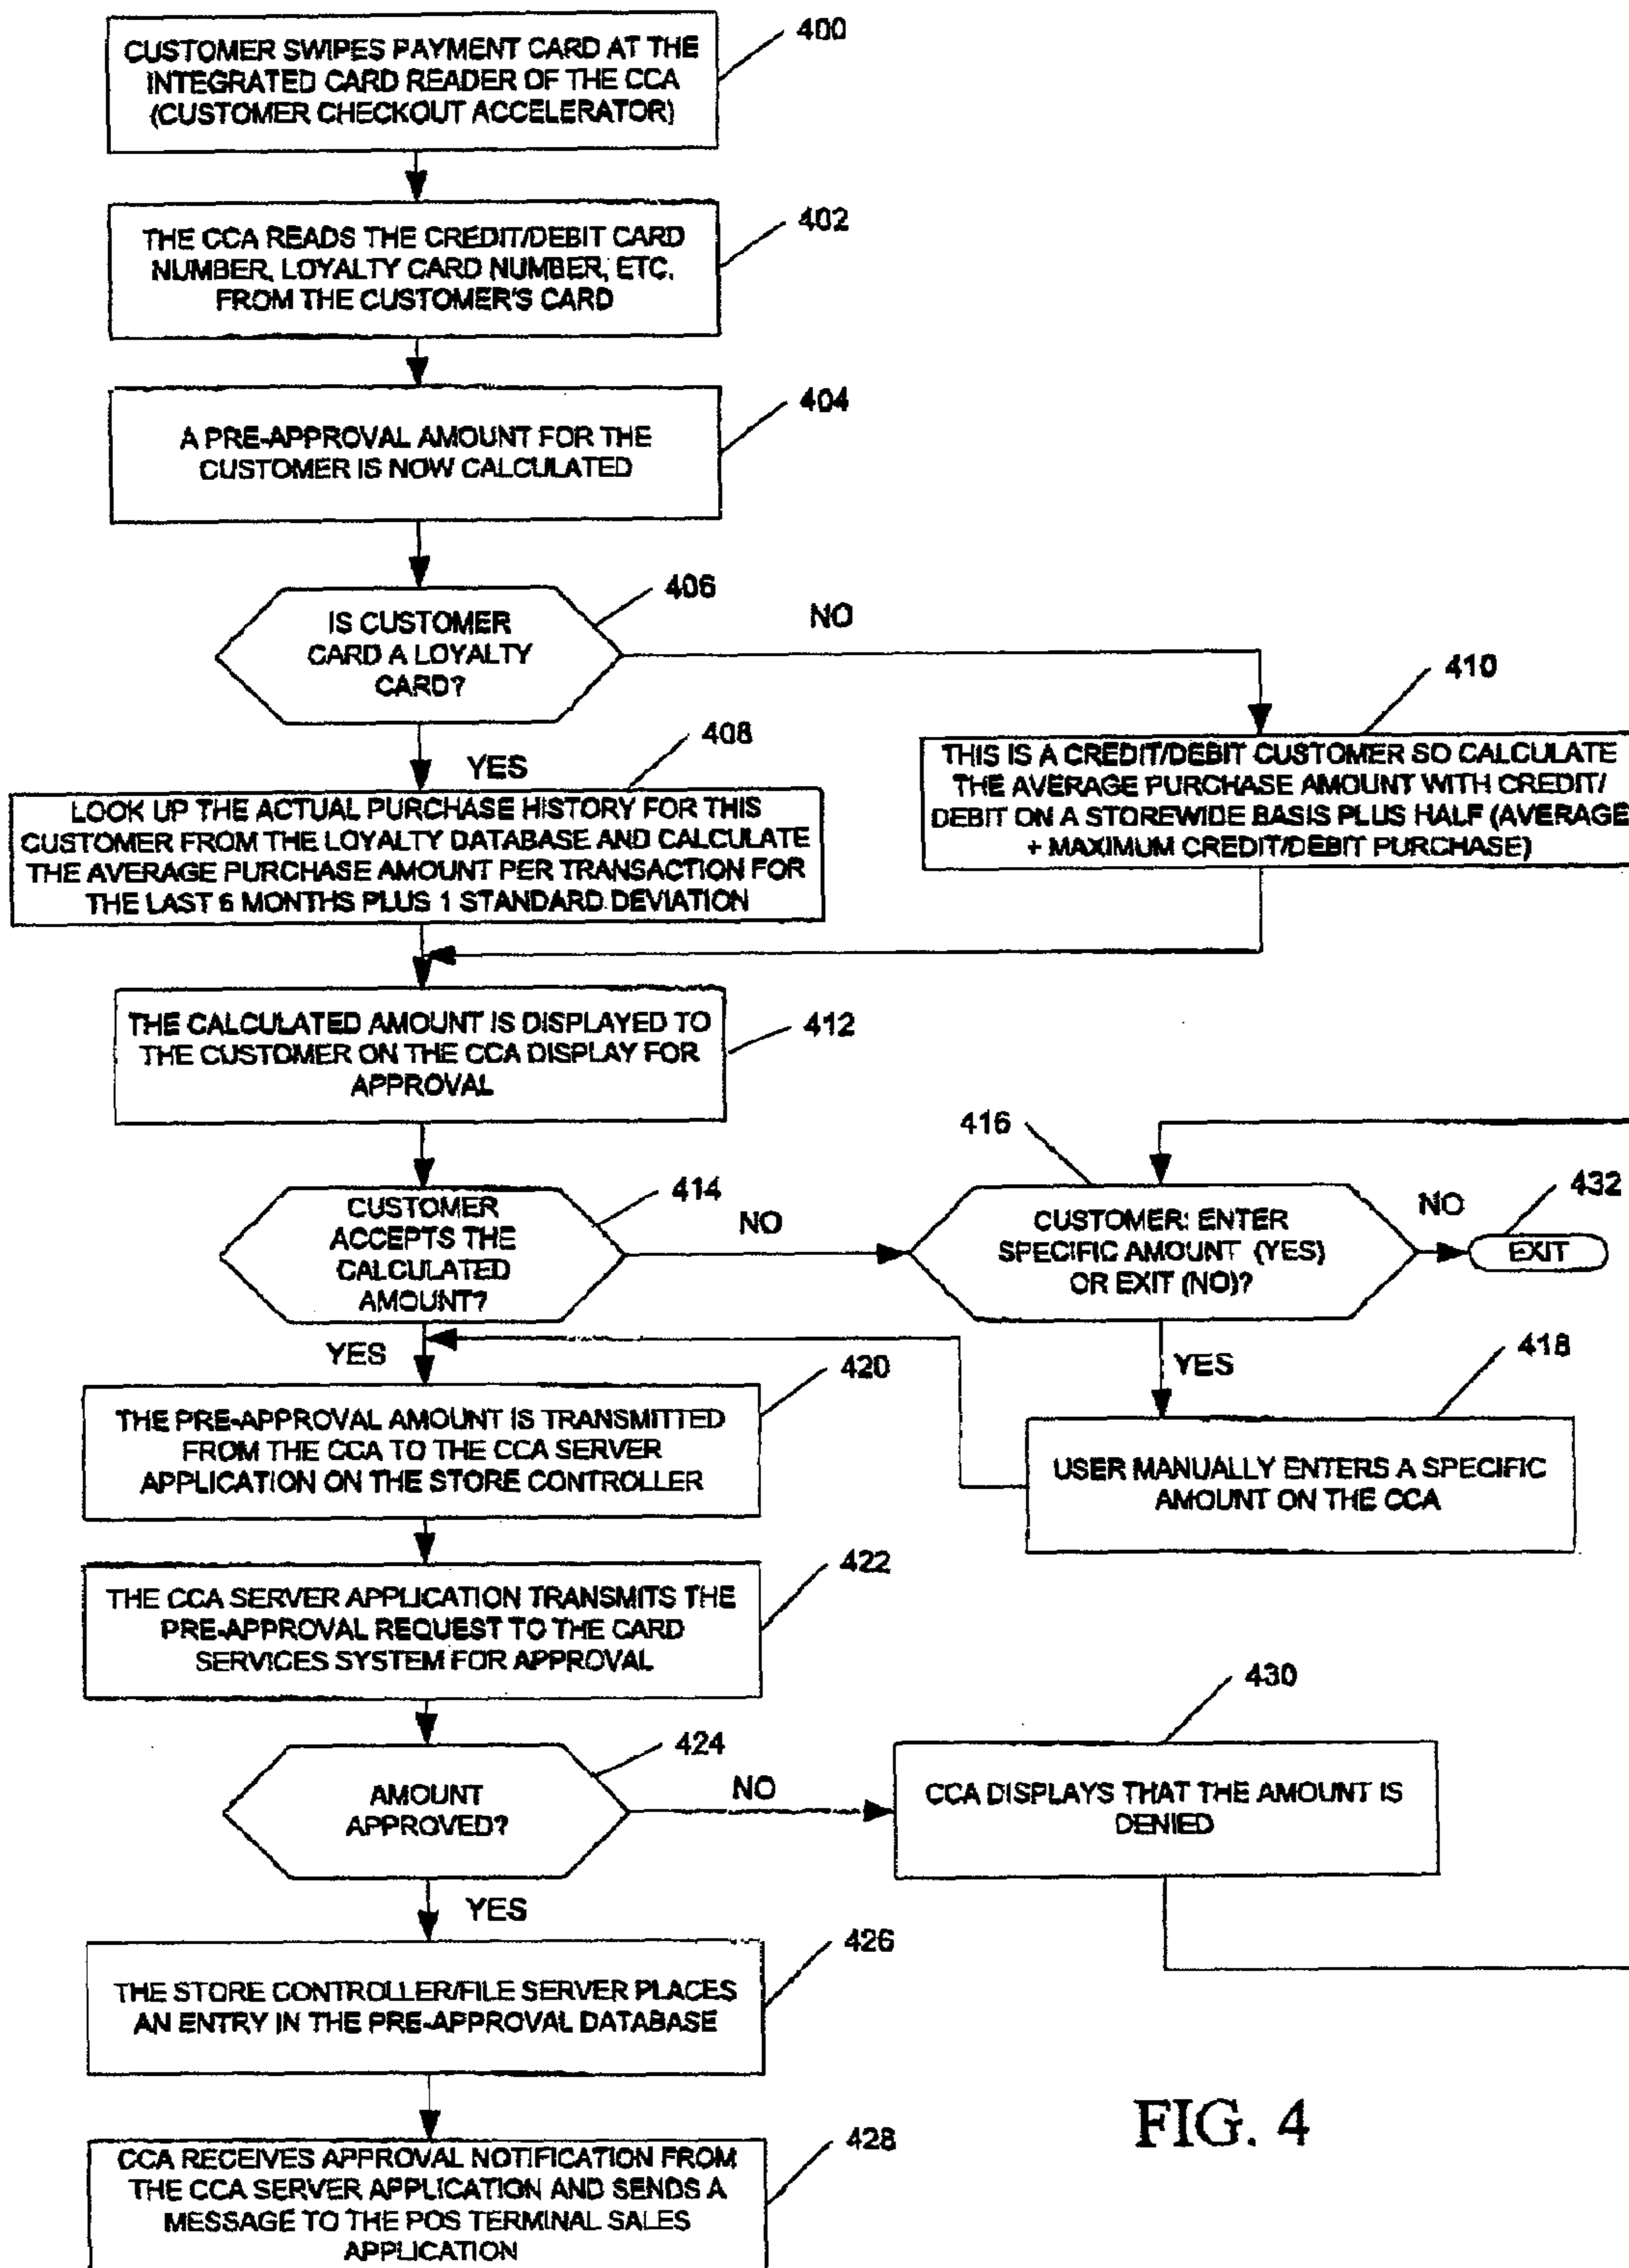 400
CUSTOMER SWIPES PAYMENT CARD AT THE
INTEGRATED CARD READER OF THE CCA
(CUSTOMER CHECKOUT ACCELERATOR)
402
THE CCA READS THE CREDIT/DEBIT CARD
NUMBER, LOYALTY CARD NUMBER, ETC.
FROM THE CUSTOMER'S CARD
404
A PRE-APPROVAL AMOUNT FOR THE
CUSTOMER IS NOW CALCULATED
406
IS CUSTOMER
CARD A LOYALTY
CARD?
NO
YES
408
LOOK UP THE ACTUAL PURCHASE HISTORY FOR THIS
CUSTOMER FROM THE LOYALTY DATABASE AND CALCULATE
THE AVERAGE PURCHASE AMOUNT PER TRANSACTION FOR
THE LAST 6 MONTHS PLUS 1 STANDARD DEVIATION
410
THIS IS A CREDIT/DEBIT CUSTOMER SO CALCULATE
THE AVERAGE PURCHASE AMOUNT WITH CREDIT/
DEBIT ON A STOREWIDE BASIS PLUS HALF (AVERAGE
+ MAXIMUM CREDIT/DEBIT PURCHASE)
412
THE CALCULATED AMOUNT IS DISPLAYED TO
THE CUSTOMER ON THE CCA DISPLAY FOR
APPROVAL
414
CUSTOMER
ACCEPTS THE
CALCULATED
AMOUNT?
NO
YES
416
CUSTOMER: ENTER
SPECIFIC AMOUNT (YES)
OR EXIT (NO)?
NO
432
EXIT
YES
418
USER MANUALLY ENTERS A SPECIFIC
AMOUNT ON THE CCA
420
THE PRE-APPROVAL AMOUNT IS TRANSMITTED
FROM THE CCA TO THE CCA SERVER
APPLICATION ON THE STORE CONTROLLER
422
THE CCA SERVER APPLICATION TRANSMITS THE
PRE-APPROVAL REQUEST TO THE CARD
SERVICES SYSTEM FOR APPROVAL
424
AMOUNT
APPROVED?
NO
YES
430
CCA DISPLAYS THAT THE AMOUNT IS
DENIED
426
THE STORE CONTROLLER/FILE SERVER PLACES
AN ENTRY IN THE PRE-APPROVAL DATABASE
428
CCA RECEIVES APPROVAL NOTIFICATION FROM
THE CCA SERVER APPLICATION AND SENDS A
MESSAGE TO THE POS TERMINAL SALES
APPLICATION
FIG. 4